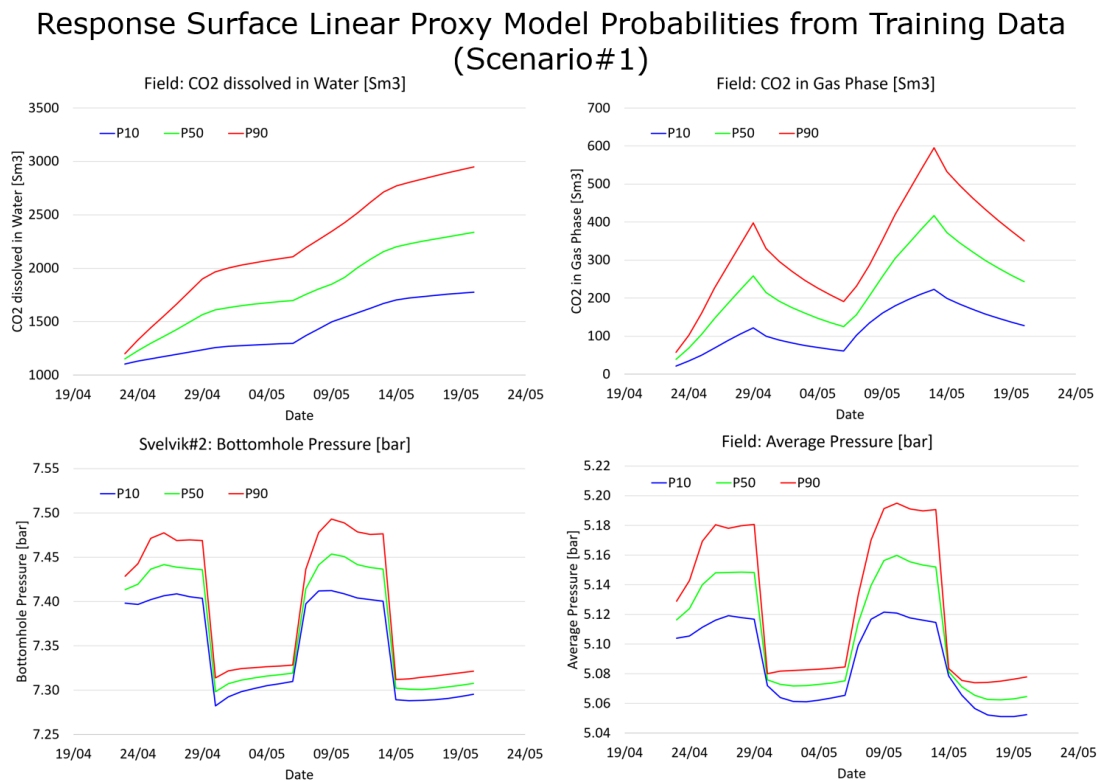 Response Surface Linear Proxy Model Probabilities from Training Data
(Scenario#1)
Field: CO2 dissolved in Water [Sm3]
P10 P50 P90
CO2 dissolved in Water [Sm3]
3500
3000
2500
2000
1500
1000
19/04 24/04 29/04 04/05 09/05 14/05 19/05 24/05
Date
Field: CO2 in Gas Phase [Sm3]
P10 P50 P90
CO2 in Gas Phase [Sm3]
700
600
500
400
300
200
100
0
19/04 24/04 29/04 04/05 09/05 14/05 19/05 24/05
Date
Svelvik#2: Bottomhole Pressure [bar]
P10 P50 P90
Bottomhole Pressure [bar]
7.55
7.50
7.45
7.40
7.35
7.30
7.25
19/04 24/04 29/04 04/05 09/05 14/05 19/05 24/05
Date
Field: Average Pressure [bar]
P10 P50 P90
Average Pressure [bar]
5.22
5.20
5.18
5.16
5.14
5.12
5.10
5.08
5.06
5.04
19/04 24/04 29/04 04/05 09/05 14/05 19/05 24/05
Date